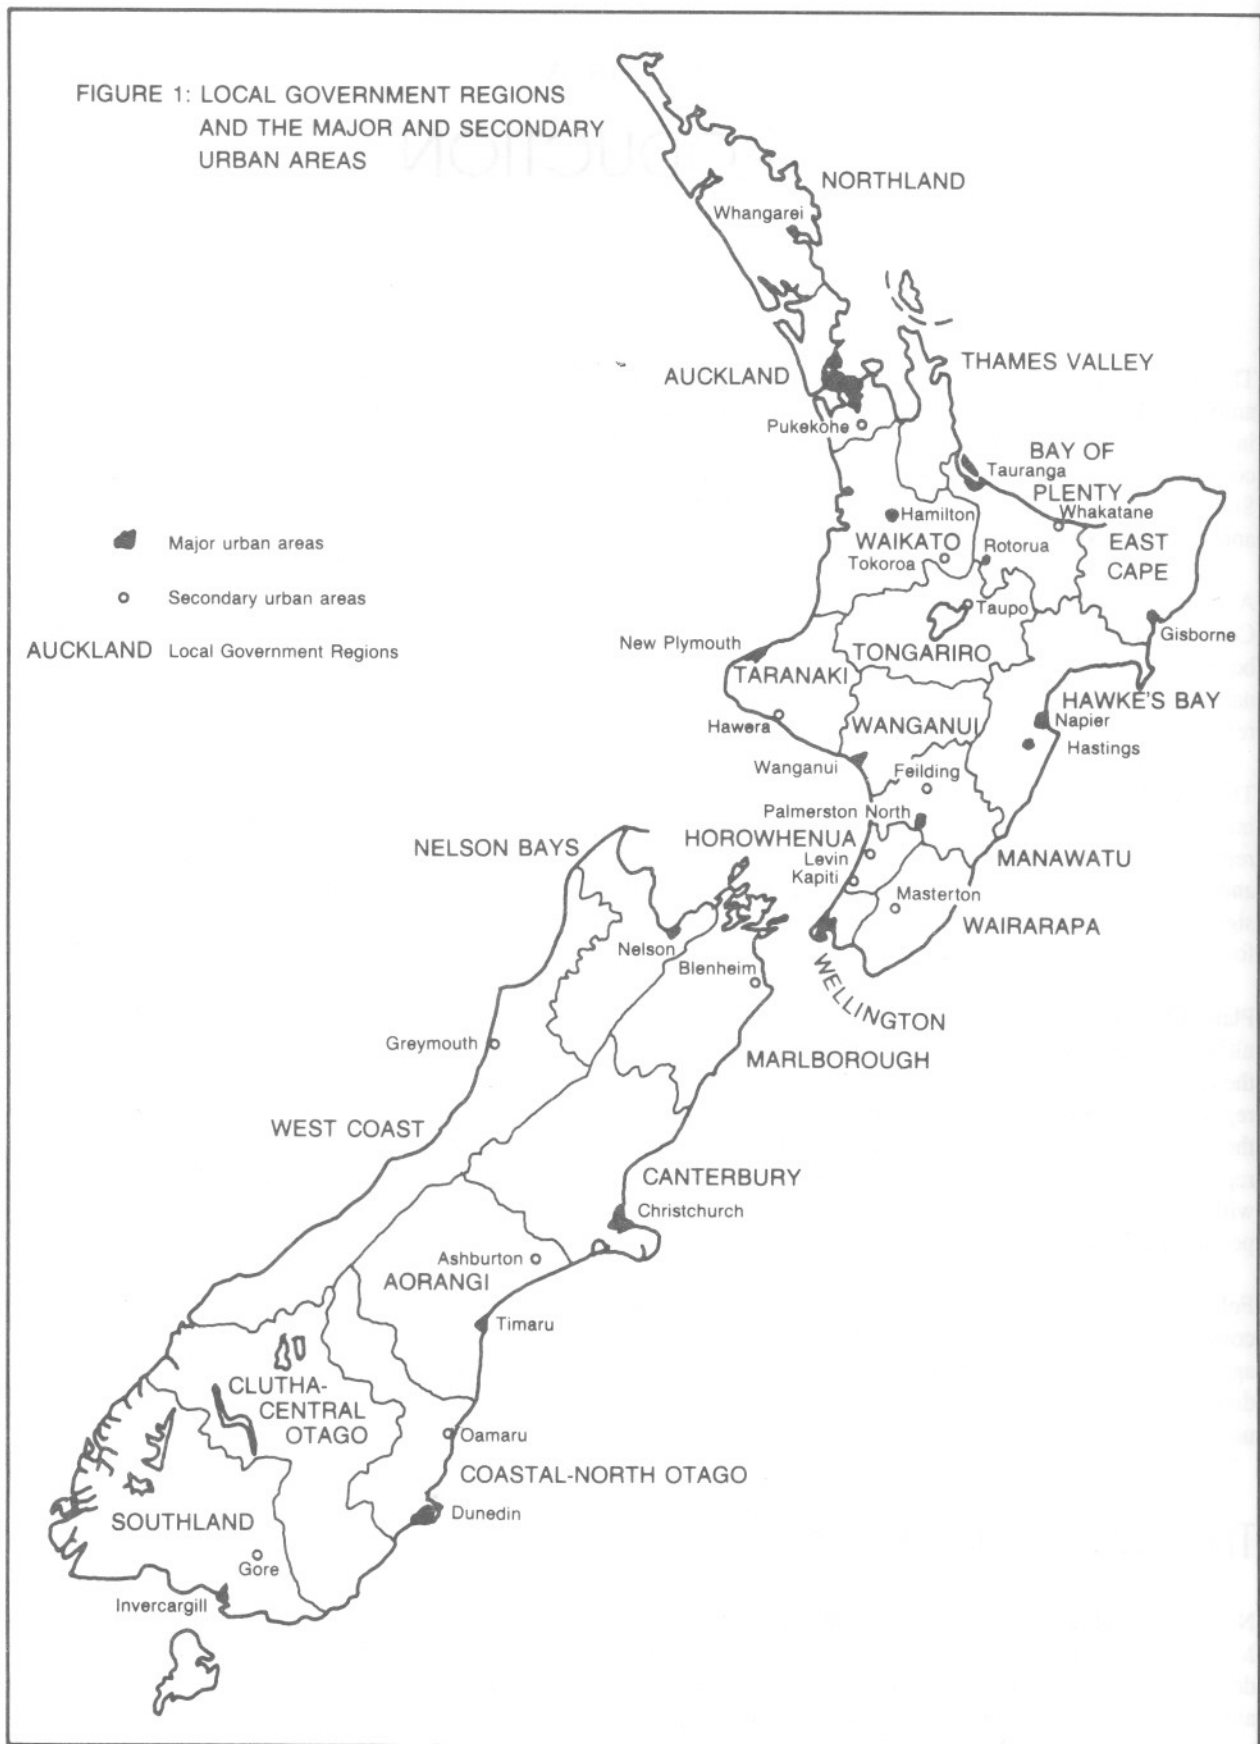 FIGURE 1: LOCAL GOVERNMENT REGIONS
AND THE MAJOR AND SECONDARY
URBAN AREAS
NORTHLAND
Whangarei
THAMES VALLEY
AUCKLAND
Pukekohe
BAY OF
Tauranga
PLENTY
Whakatane
Hamilton
WAIKATO
Rotorua
EAST
CAPE
Tokoroa
Taupo
Gisborne
Major urban areas
Secondary urban areas
AUCKLAND Local Government Regions
New Plymouth
TONGARIRO
TARANAKI
HAWKE'S BAY
Hawera
WANGANUI
Napier
Hastings
Wanganui
Feilding
Palmerston North
HOROWHENUA
NELSON BAYS
Levin
MANAWATU
Kapiti
Masterton
WAIRARAPA
Nelson
Blenheim
WELLINGTON
Greymouth
MARLBOROUGH
WEST COAST
CANTERBURY
Christchurch
Ashburton
AORANGI
Timaru
CLUTHA-
CENTRAL
OTAGO
Oamaru
COASTAL-NORTH OTAGO
Dunedin
SOUTHLAND
Gore
Invercargill